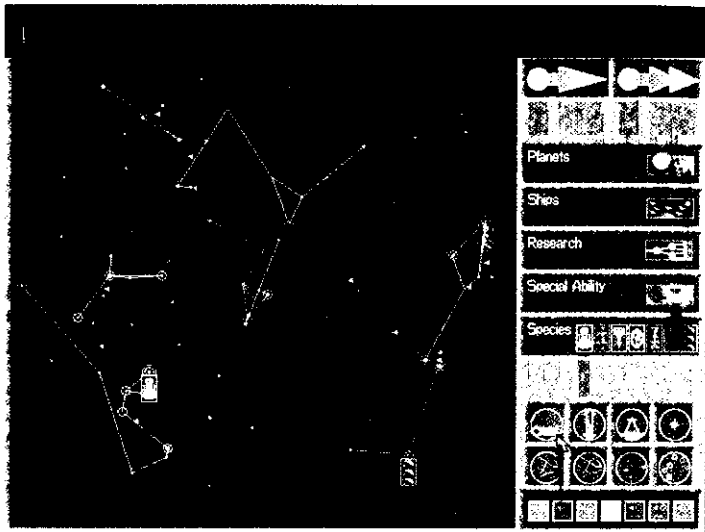 Planets
Ships
Research
Special Ability
Species